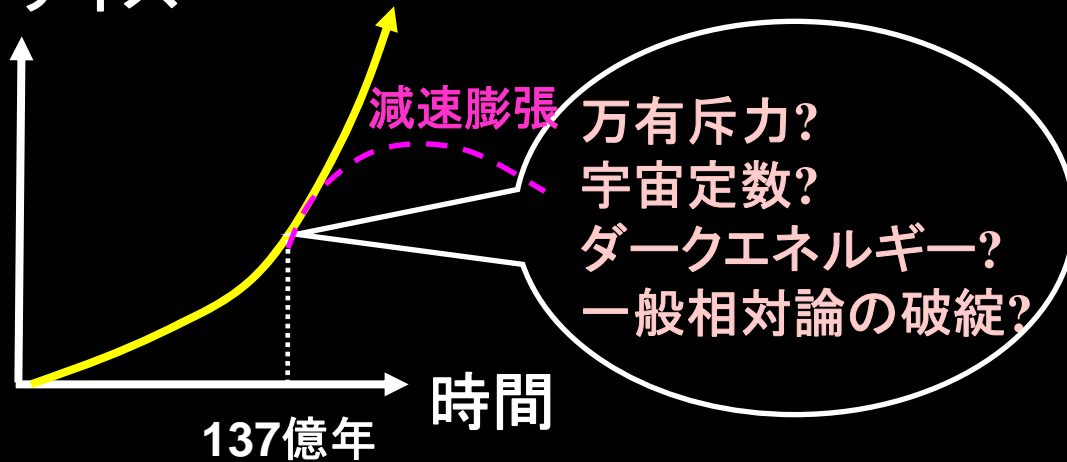 減速膨張
万有斥力?
宇宙定数?
ダークエネルギー?
一般相対論の破綻?
時間
137億年